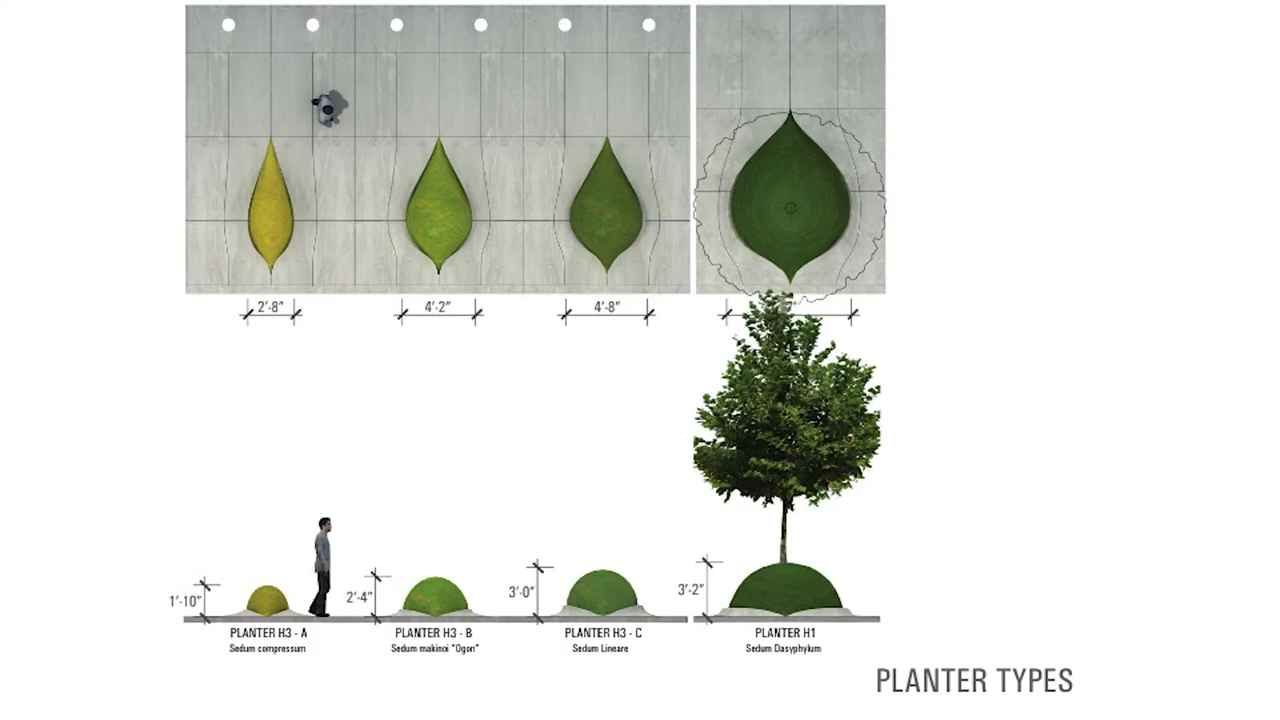 2'-8"
4'-2"
4'-8"
1'-10"
2'-4"
3'-0"
3'-2"
PLANTER H3 - A
Sedum compressum
PLANTER H3 - B
Sedum makinoi "Ogon"
PLANTER H3 - C
Sedum Lineare
PLANTER H1
Sedum Dasyphylum
PLANTER TYPES